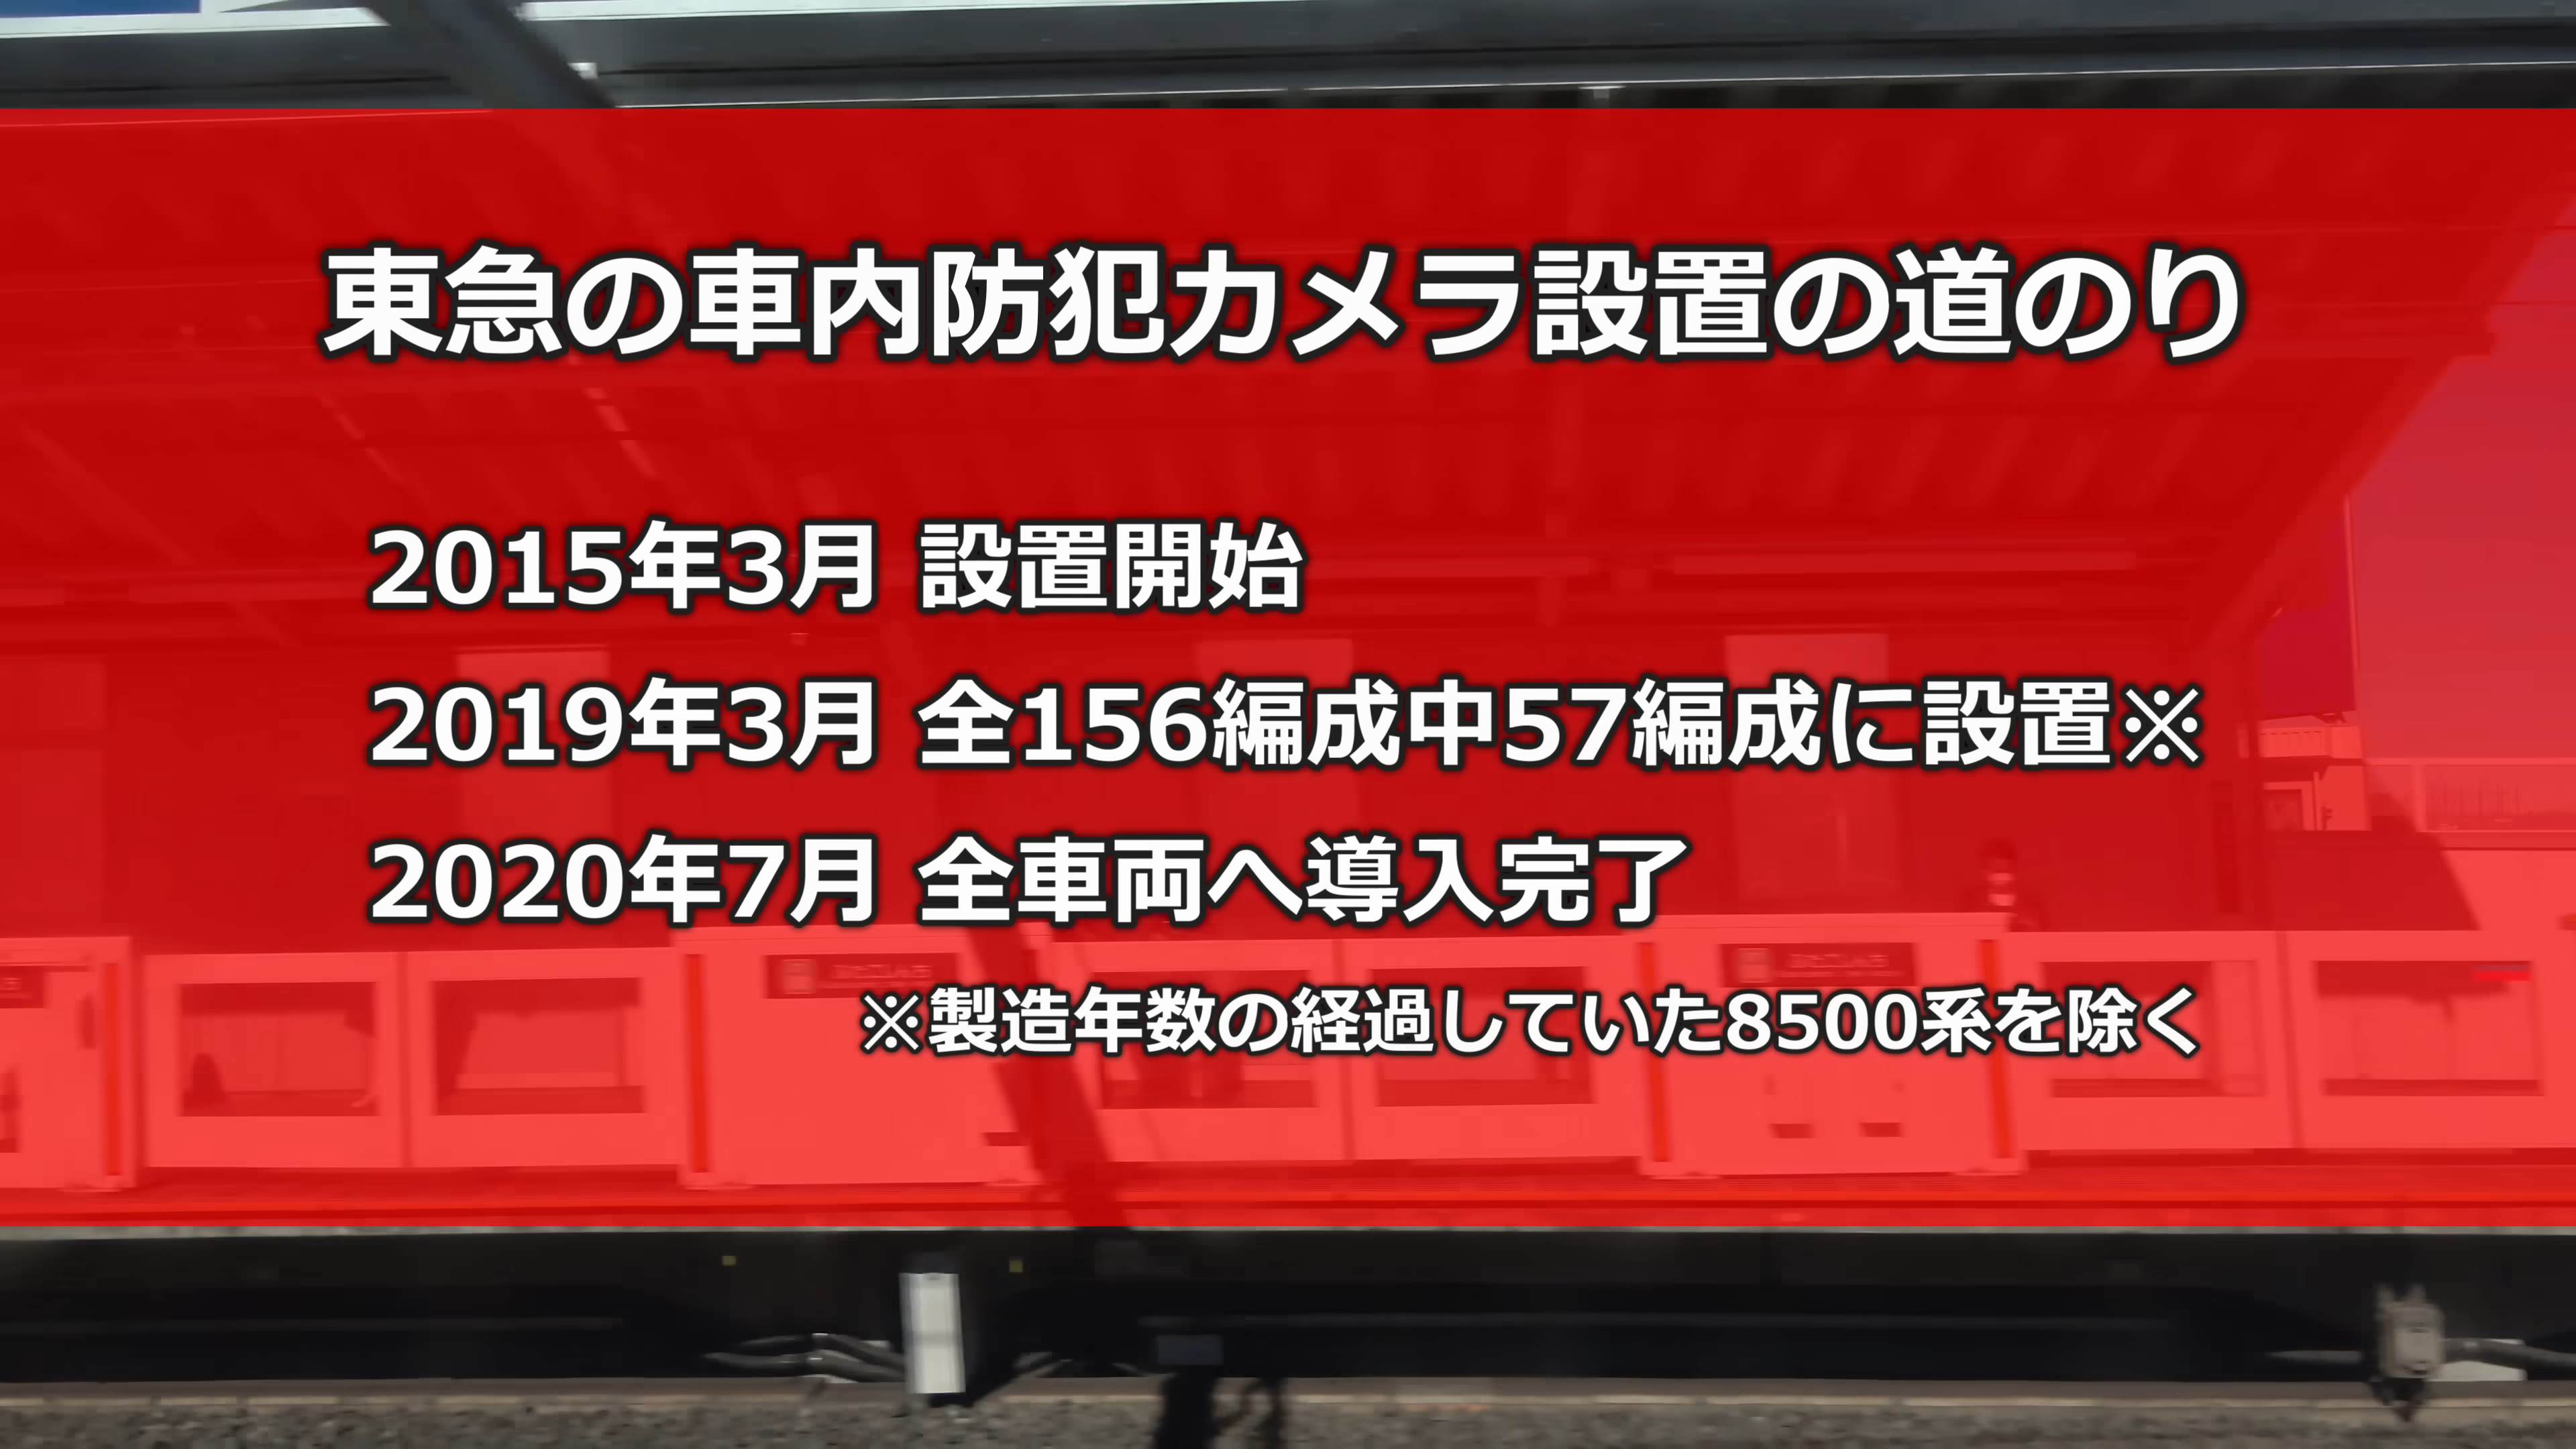 東急の車内防犯カメラ設置の道のり
2015年3月 設置開始
2019年3月 全156編成中57編成に設置※
2020年7月 全車両へ導入完了
※製造年数の経過していた8500系を除く